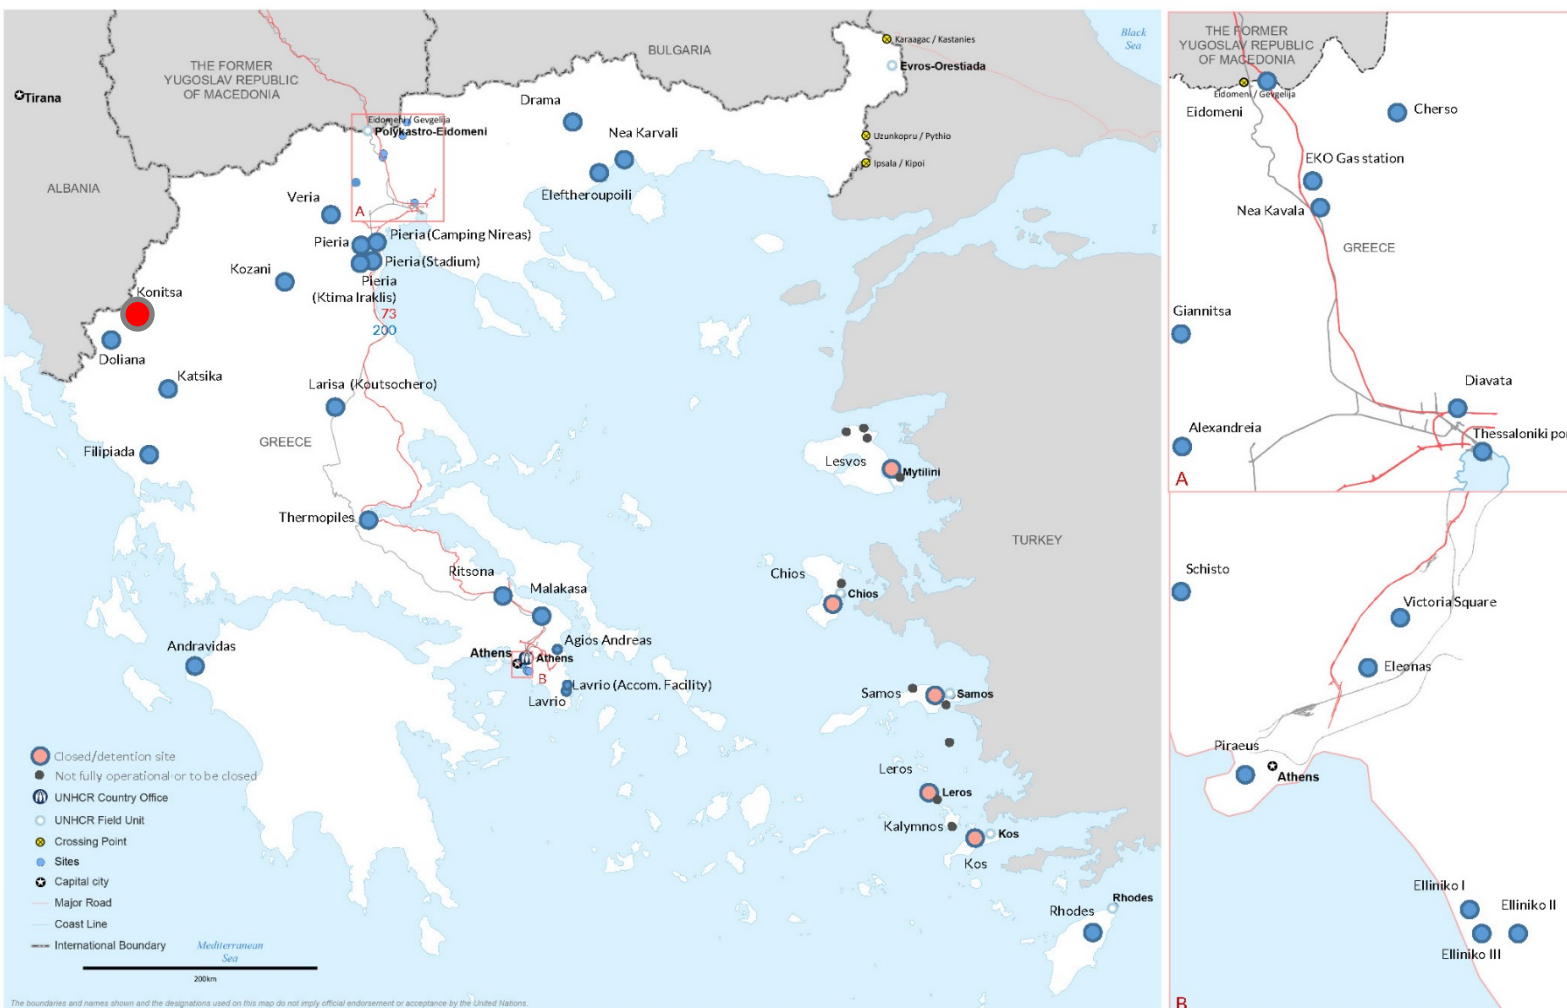 THE FORMER
YUGOSLAV REPUBLIC
OF MACEDONIA
BULGARIA
Black
Sea
Karaagac / Kastanies
Evros-Orestiada
Tirana
Drama
Eidomeni / Gevgelija
Polykastro-Eidomeni
Nea Karvali
Uzunkopru / Pythio
Ipsala / Kipoi
ALBANIA
Veria
A
Eleftheroupoili
Pieria
Pieria (Camping Nireas)
Kozani
Pieria (Stadium)
Pieria
(Ktima Iraklis)
Konitsa
73
200
Doliana
Katsika
Larisa (Koutsochero)
GREECE
Filipiada
Lesvos
Mytilini
Thermopiles
TURKEY
Chios
Chios
Ritsona
Malakasa
Andravidas
Agios Andreas
Athens
Athens
B
Lavrio (Accom. Facility)
Lavrio
Samos
Samos
Leros
Leros
Kalymnos
Kos
Kos
Rhodes
Rhodes
Closed/detention site
Not fully operational or to be closed
UNHCR Country Office
UNHCR Field Unit
Crossing Point
Sites
Capital city
Major Road
Coast Line
International Boundary
Mediterranean
Sea
200km
The boundaries and names shown and the designations used on this map do not imply official endorsement or acceptance by the United Nations.
THE FORMER
YUGOSLAV REPUBLIC
OF MACEDONIA
Eidomeni / Gevgelija
Eidomeni
Cherso
EKO Gas station
Nea Kavala
GREECE
Giannitsa
Diavata
Alexandreia
Thessaloniki por
A
Schisto
Victoria Square
Eleonas
Piraeus
Athens
Elliniko I
Elliniko II
Elliniko III
B